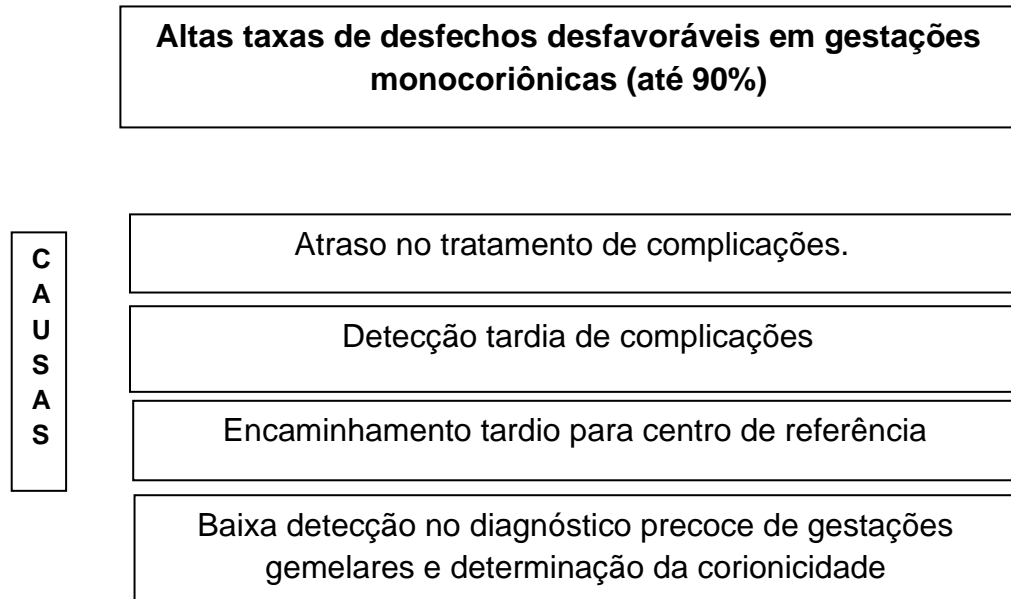 Altas taxas de desfechos desfavoráveis em gestações
monocoriônicas (até 90%)
C
A
U
S
A
S
Atraso no tratamento de complicações.
Detecção tardia de complicações
Encaminhamento tardio para centro de referência
Baixa detecção no diagnóstico precoce de gestações
gemelares e determinação da corionicidade